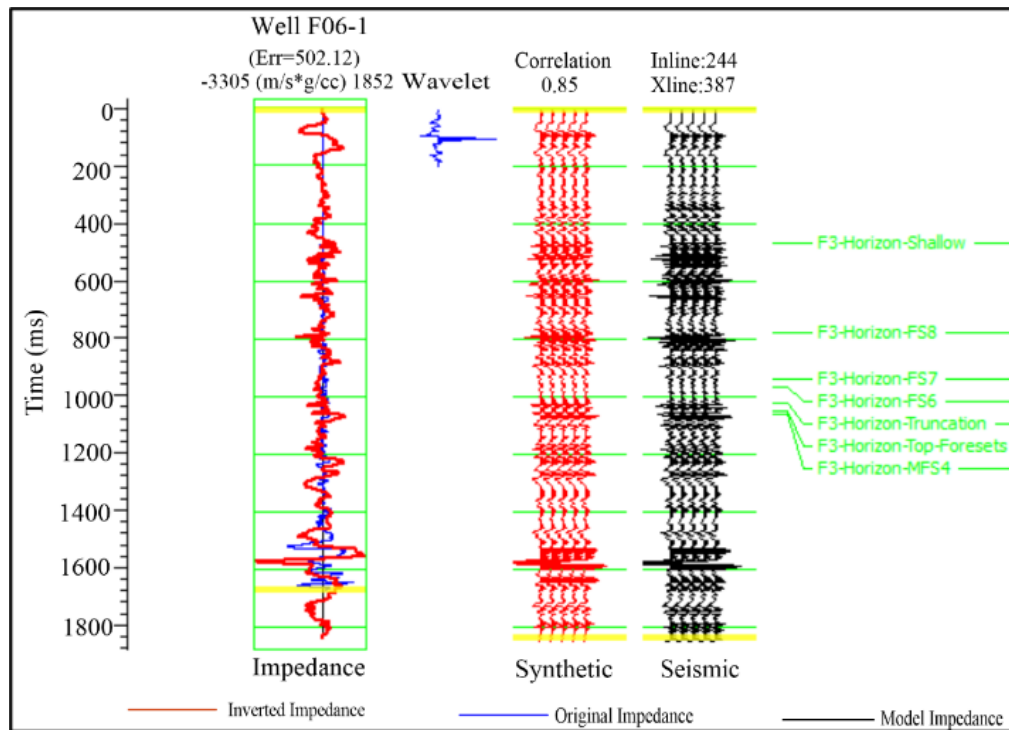 Well F06-1
(Err=502.12)
-3305 (m/s*g/cc) 1852
Wavelet
Correlation
0.85
Inline:244
Xline:387
Time (ms)
0
200
400
600
800
1000
1200
1400
1600
1800
F3-Horizon-Shallow
F3-Horizon-FS8
F3-Horizon-FS7
F3-Horizon-FS6
F3-Horizon-Truncation
F3-Horizon-Top-Foresets
F3-Horizon-MFS4
Impedance
Synthetic
Seismic
Inverted Impedance
Original Impedance
Model Impedance